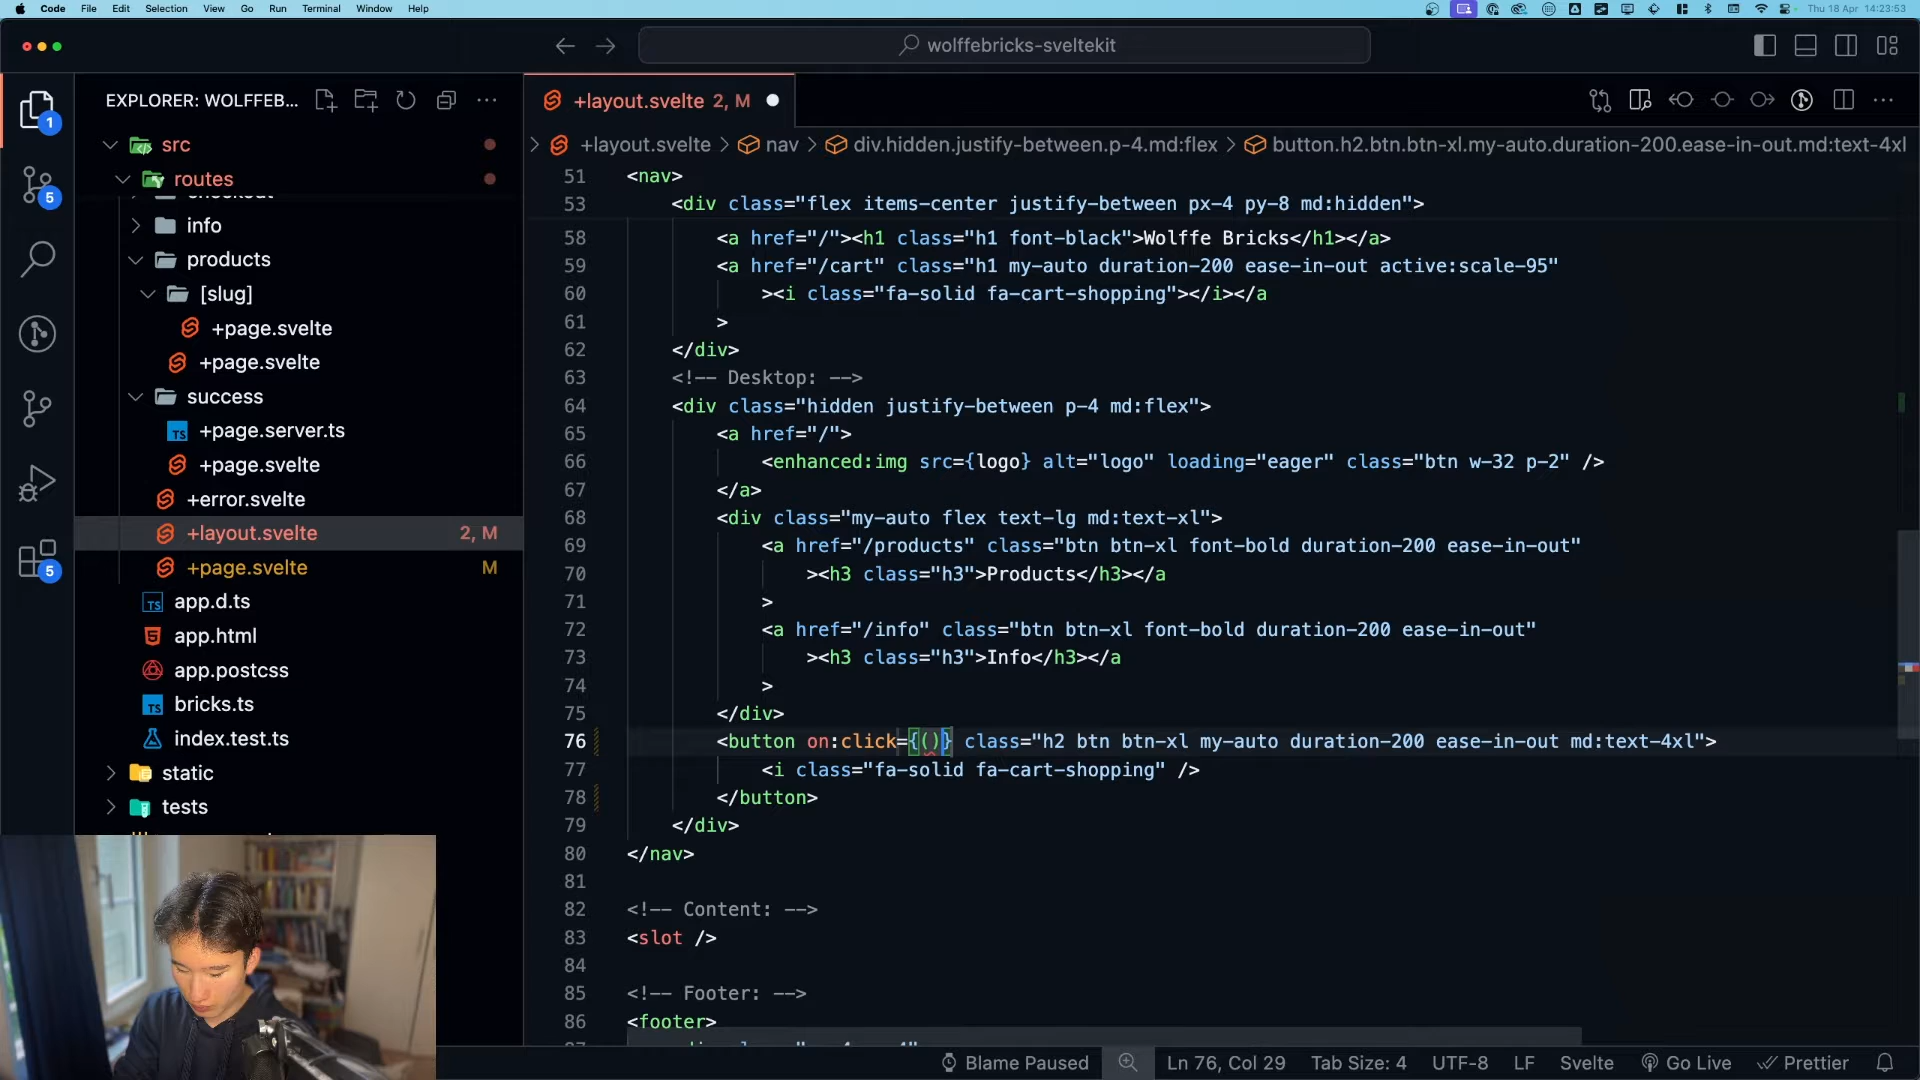 Code File Edit Selection View Go Run Terminal Window Help
Thu 18 Apr 14:23:53
wolffebricks-sveltekit
EXPLORER: WOLFFEB...
+layout.svelte 2, M
+layout.svelte nav div.hidden.justify-between.p-4.md:flex button.h2.btn.btn-xl.my-auto.duration-200.ease-in-out.md:text-4xl
1
5
5
src
routes
checkout
info
products
[slug]
+page.svelte
+page.svelte
success
+page.server.ts
+page.svelte
+error.svelte
+layout.svelte 2, M
+page.svelte M
app.d.ts
app.html
app.postcss
bricks.ts
index.test.ts
static
tests
51 <nav>
53 <div class="flex items-center justify-between px-4 py-8 md:hidden">
58 <a href="/"><h1 class="h1 font-black">Wolffe Bricks</h1></a>
59 <a href="/cart" class="h1 my-auto duration-200 ease-in-out active:scale-95"
60 ><i class="fa-solid fa-cart-shopping"></i></a
61 >
62 </div>
63 <!-- Desktop: -->
64 <div class="hidden justify-between p-4 md:flex">
65 <a href="/">
66 <enhanced:img src={logo} alt="logo" loading="eager" class="btn w-32 p-2" />
67 </a>
68 <div class="my-auto flex text-lg md:text-xl">
69 <a href="/products" class="btn btn-xl font-bold duration-200 ease-in-out"
70 ><h3 class="h3">Products</h3></a
71 >
72 <a href="/info" class="btn btn-xl font-bold duration-200 ease-in-out"
73 ><h3 class="h3">Info</h3></a
74 >
75 </div>
76 <button on:click={()} class="h2 btn btn-xl my-auto duration-200 ease-in-out md:text-4xl">
77 <i class="fa-solid fa-cart-shopping" />
78 </button>
79 </div>
80 </nav>
81
82 <!-- Content: -->
83 <slot />
84
85 <!-- Footer: -->
86 <footer>
Blame Paused Ln 76, Col 29 Tab Size: 4 UTF-8 LF Svelte Go Live Prettier